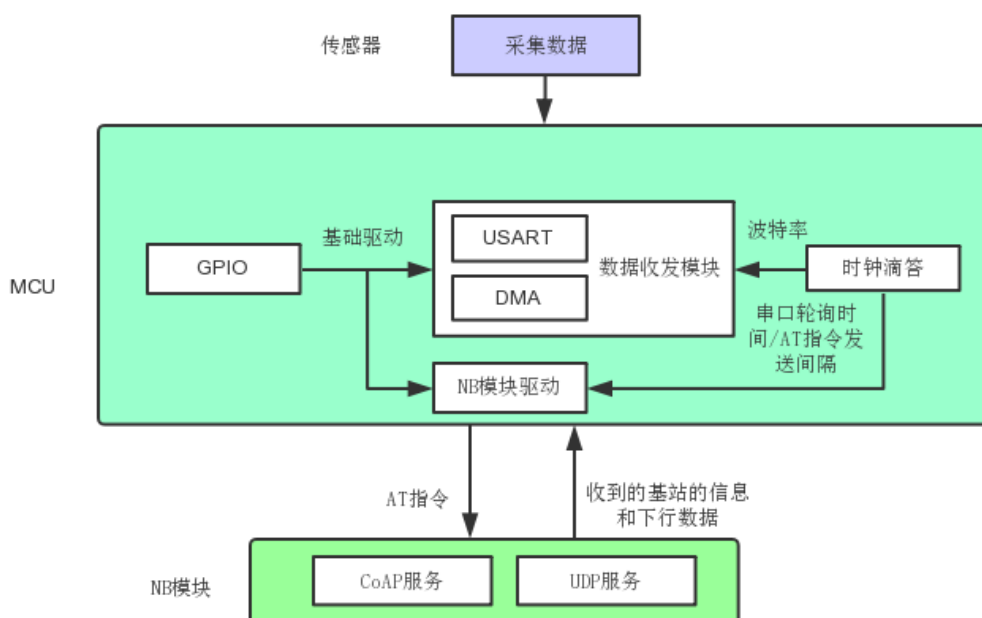 传感器
采集数据
MCU
GPIO
基础驱动
USART
DMA
数据收发模块
波特率
时钟滴答
串口轮询时
间/AT指令发
送间隔
NB模块驱动
AT指令
收到的基站的信息
和下行数据
NB模块
CoAP服务
UDP服务